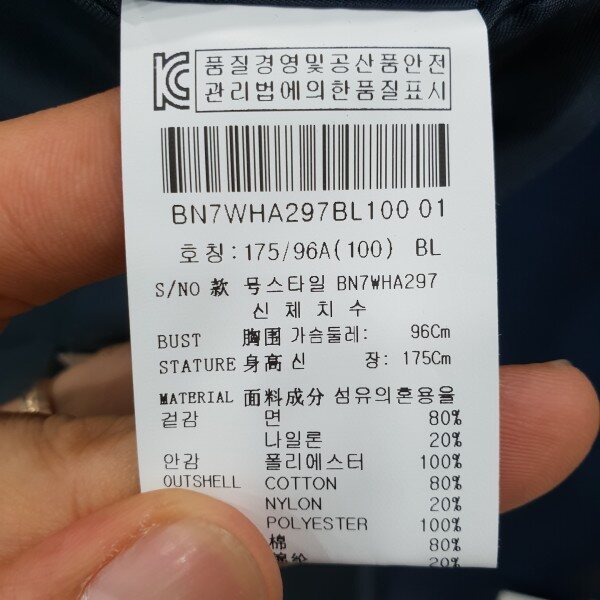 KC 품질경영및공산품안전
관리법에의한품질표시
BN7WHA297BL100 01
호칭:175/96A(100) BL
S/NO 款 号스타일 BN7WHA297
신체치수
BUST 胸围 가슴둘레: 96Cm
STATURE 身高 신 장: 175Cm
MATERIAL 面料成分 섬유의혼용율
겉감 면 80%
나일론 20%
안감 폴리에스터 100%
OUTSHELL COTTON 80%
NYLON 20%
POLYESTER 100%
棉 80%
20%